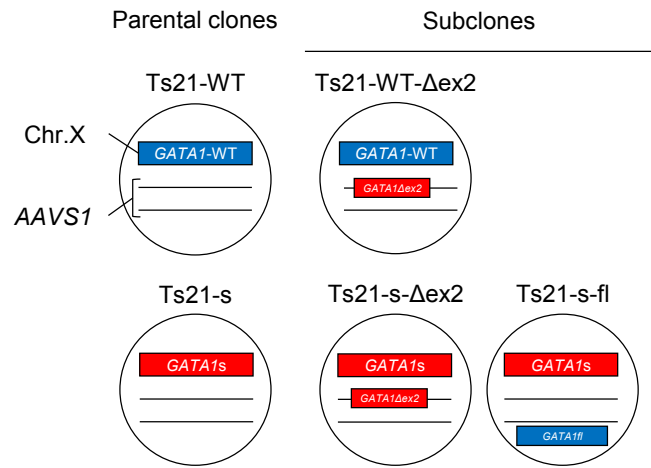 Parental clones
Subclones
Ts21-WT
Ts21-WT-Δex2
Chr.X
GATA1-WT
GATA1-WT
GATA1Δex2
AAVS1
Ts21-s
Ts21-s-Δex2
Ts21-s-fl
GATA1s
GATA1s
GATA1s
GATA1Δex2
GATA1fl